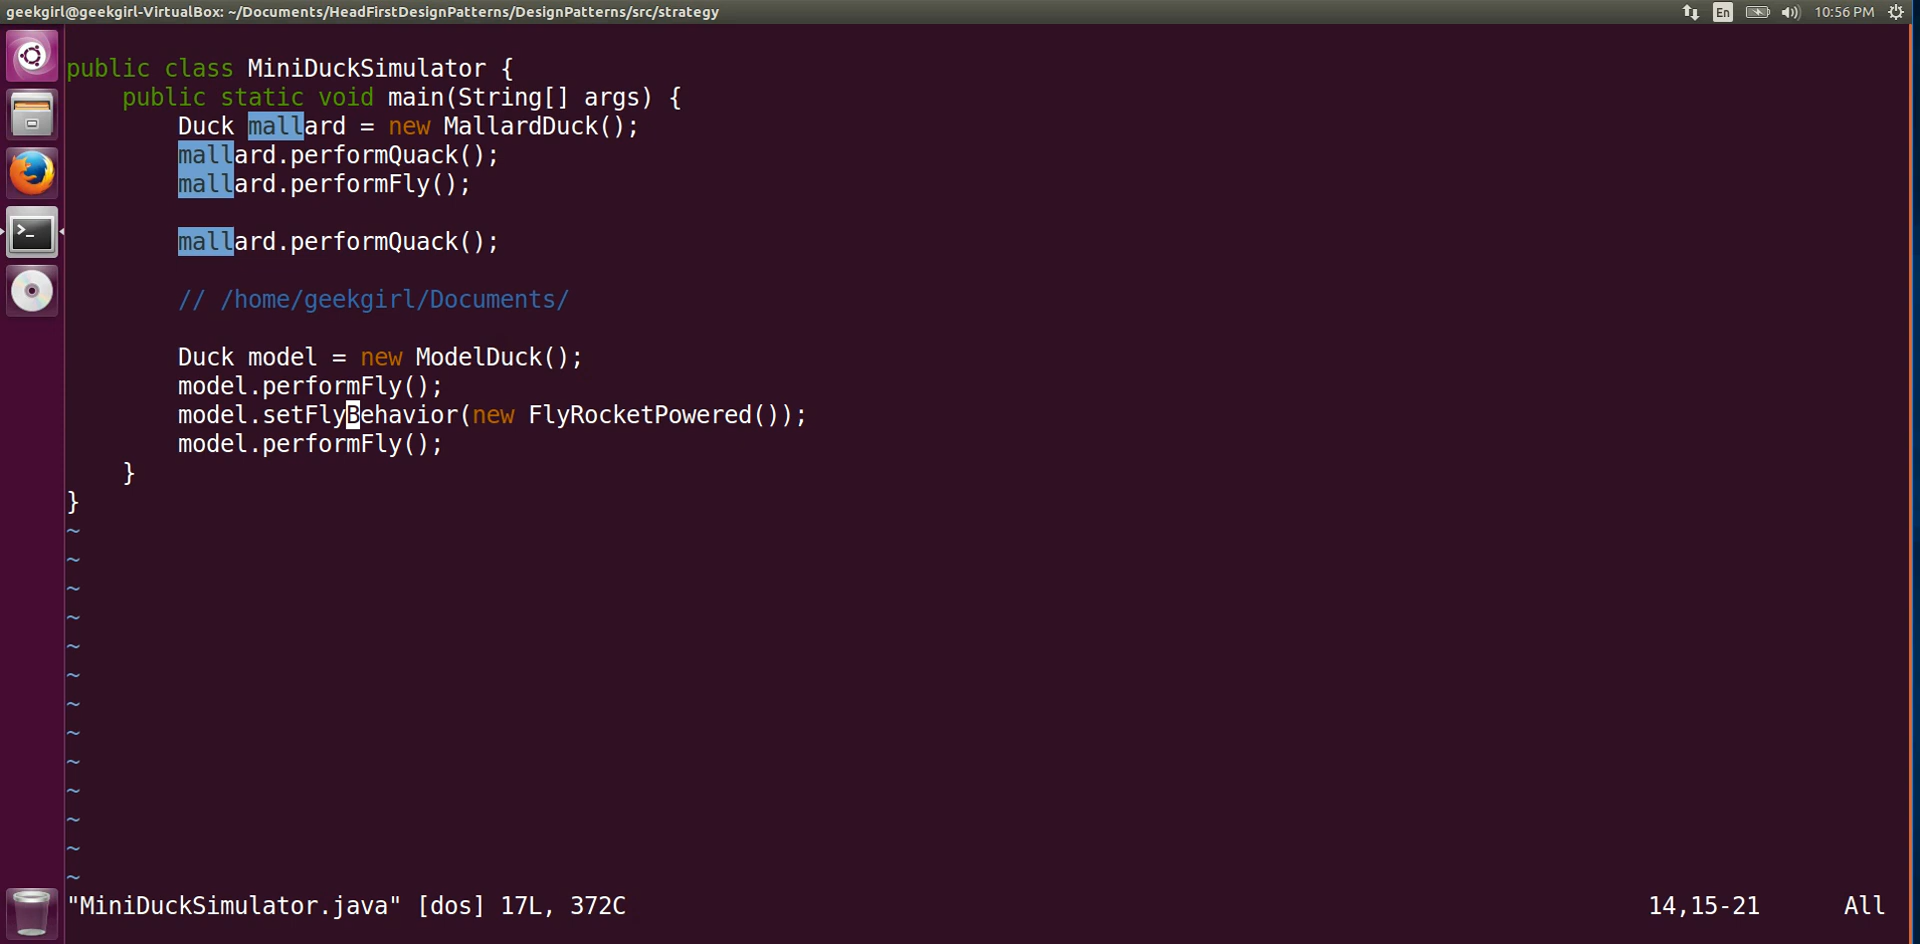 geekgirl@geekgirl-VirtualBox: ~/Documents/HeadFirstDesignPatterns/DesignPatterns/src/strategy En 10:56 PM
public class MiniDuckSimulator {
    public static void main(String[] args) {
        Duck mallard = new MallardDuck();
        mallard.performQuack();
        mallard.performFly();
        mallard.performQuack();
        // /home/geekgirl/Documents/
        Duck model = new ModelDuck();
        model.performFly();
        model.setFlyBehavior(new FlyRocketPowered());
        model.performFly();
    }
}
~
~
~
~
~
~
~
~
~
~
~
~
~
"MiniDuckSimulator.java" [dos] 17L, 372C 14,15-21 All